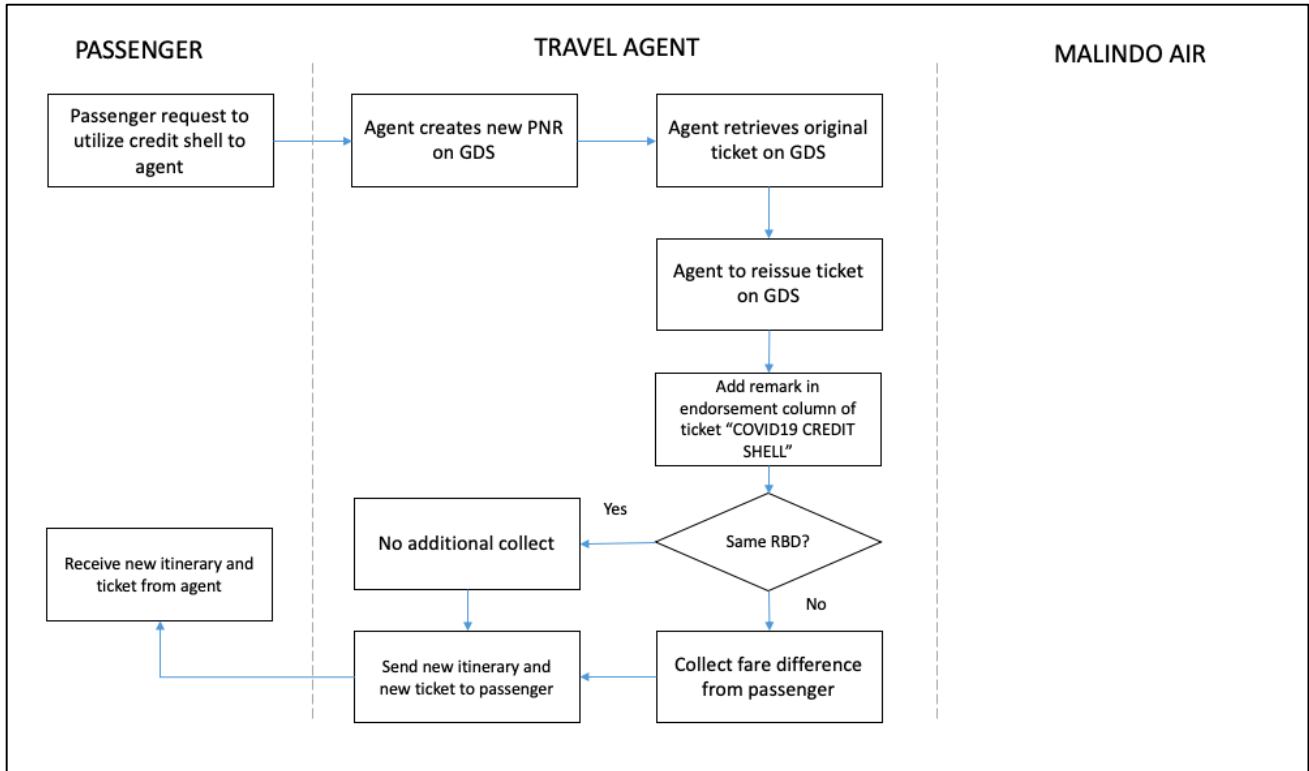 PASSENGER
TRAVEL AGENT
MALINDO AIR
Passenger request to
utilize credit shell to
agent
Agent creates new PNR
on GDS
Agent retrieves original
ticket on GDS
Agent to reissue ticket
on GDS
Add remark in
endorsement column of
ticket “COVID19 CREDIT
SHELL”
Same RBD?
Yes
No additional collect
No
Collect fare difference
from passenger
Send new itinerary and
new ticket to passenger
Receive new itinerary and
ticket from agent